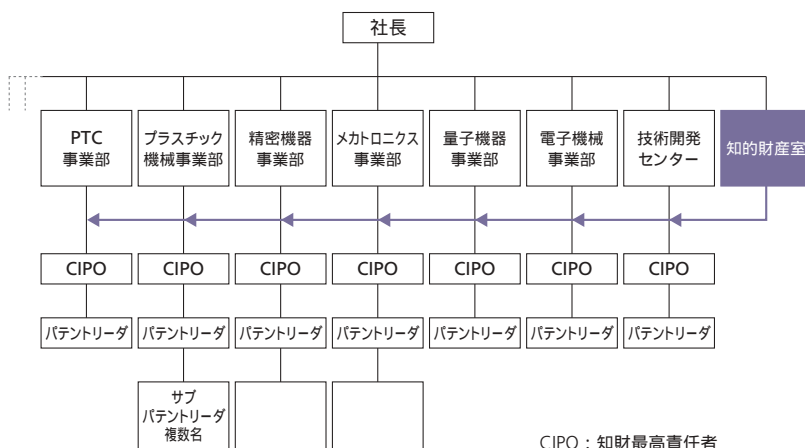 社長
PTC
事業部
プラスチック
機械事業部
精密機器
事業部
メカトロニクス
事業部
量子機器
事業部
電子機械
事業部
技術開発
センター
知的財産室
CIPO
CIPO
CIPO
CIPO
CIPO
CIPO
CIPO
パテントリーダ
パテントリーダ
パテントリーダ
パテントリーダ
パテントリーダ
パテントリーダ
パテントリーダ
サブ
パテントリーダ
複数名
CIPO：知財最高責任者